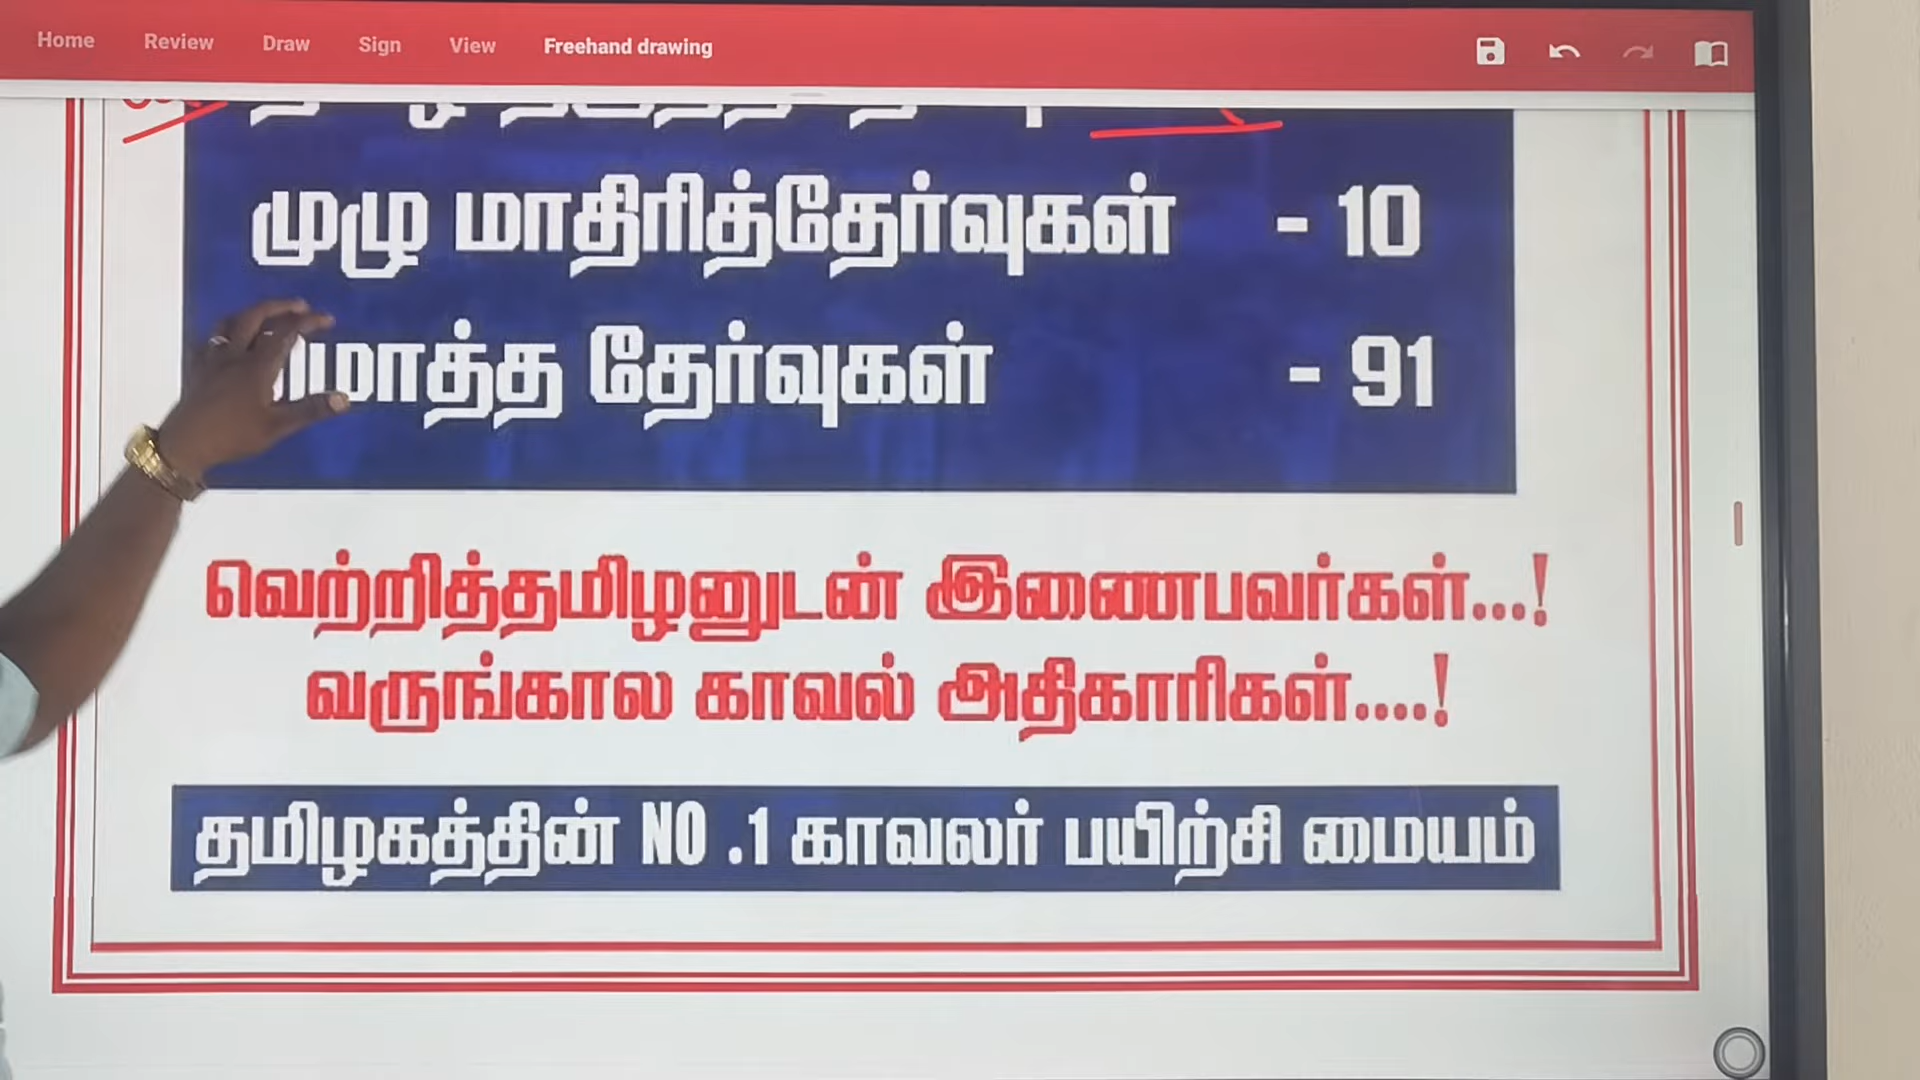 Home Review Draw Sign View Freehand drawing
முழு மாதிரித்தேர்வுகள் - 10
மொத்த தேர்வுகள் - 91
வெற்றித்தமிழனுடன் இணைபவர்கள்...!
வருங்கால காவல் அதிகாரிகள்....!
தமிழகத்தின் NO .1 காவலர் பயிற்சி மையம்